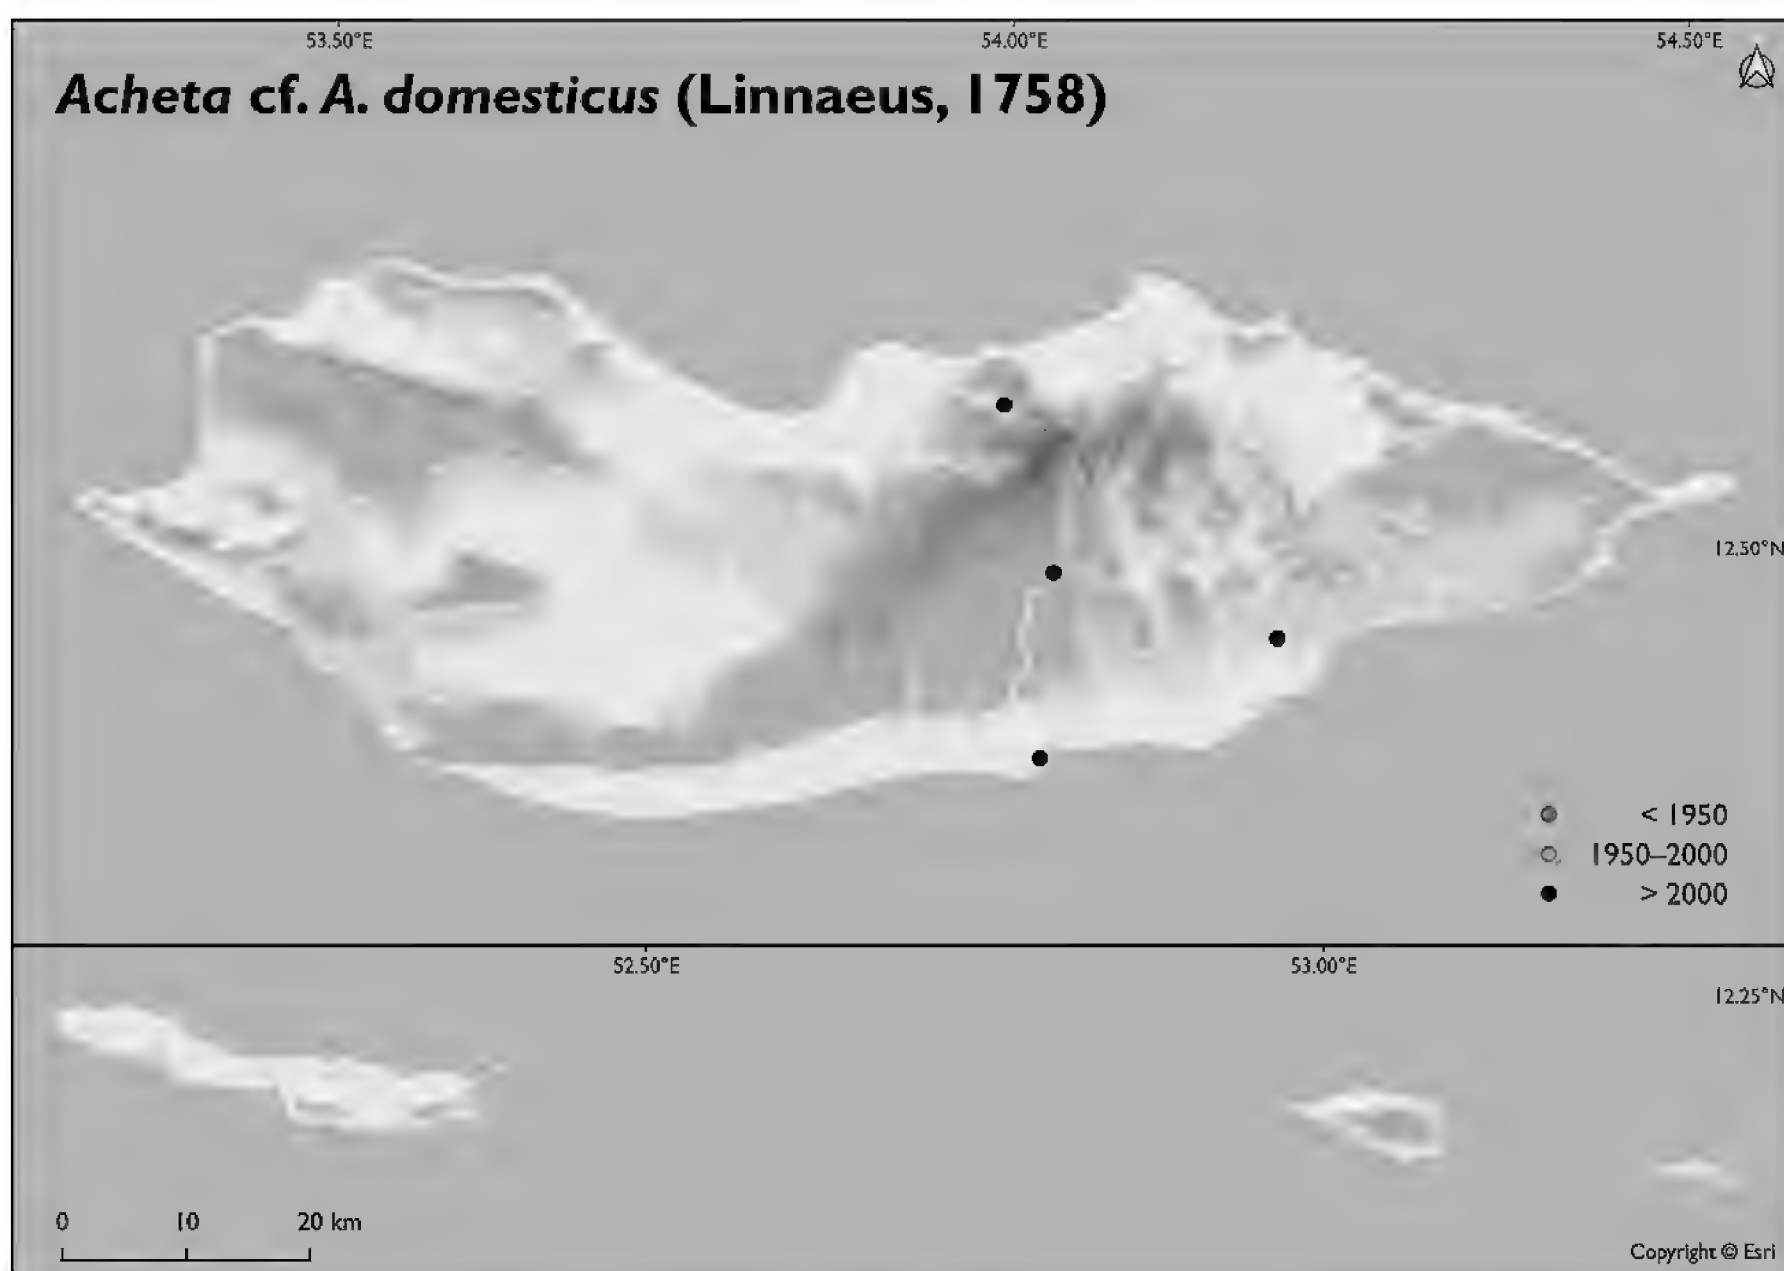 53.50°E 54.00°E 54.50°E
Acheta cf. A. domesticus (Linnaeus, 1758)
12.50°N
< 1950
1950–2000
> 2000
52.50°E 53.00°E
12.25°N
0 10 20 km
Copyright © Esri